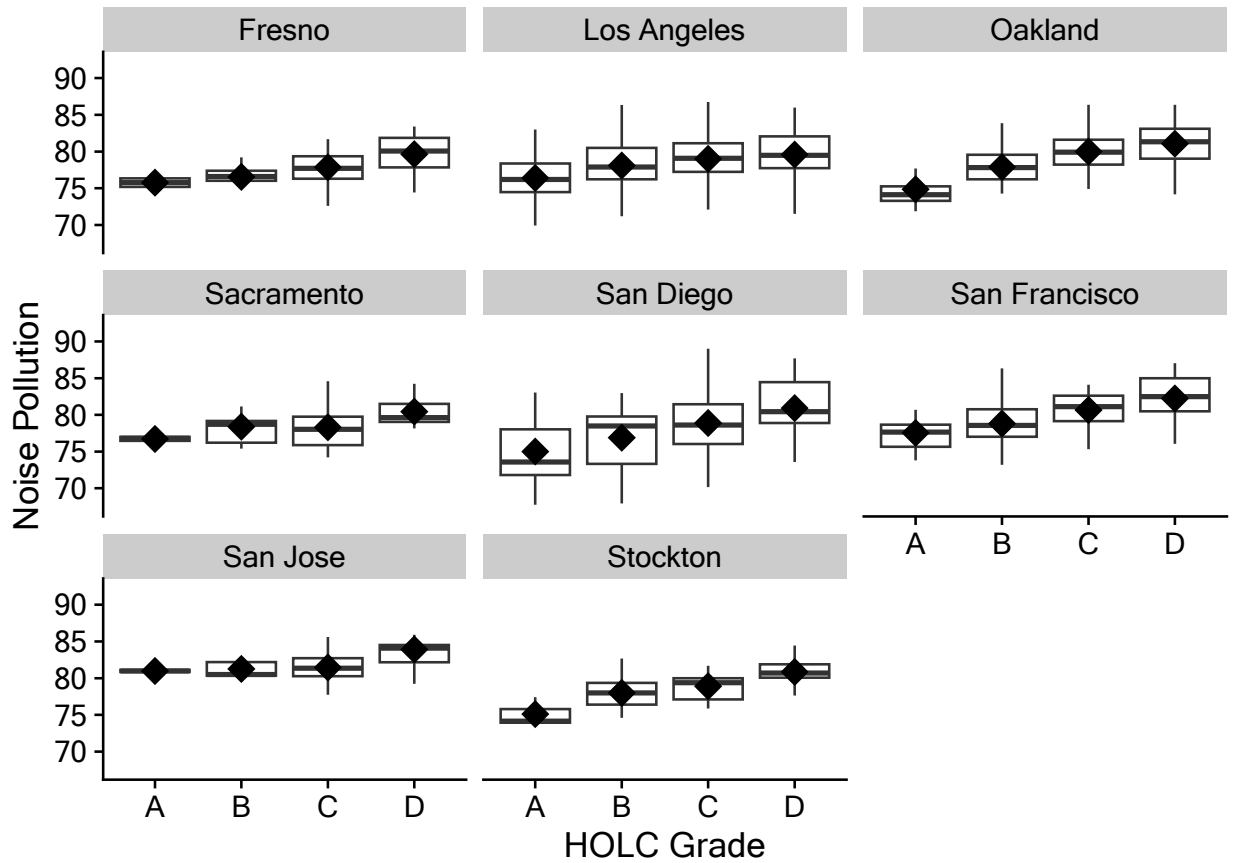 Fresno
Los Angeles
Oakland
90
85
80
75
70
Sacramento
San Diego
San Francisco
90
85
80
75
70
A B C D
San Jose
Stockton
90
85
80
75
70
A B C D
A B C D
Noise Pollution
HOLC Grade